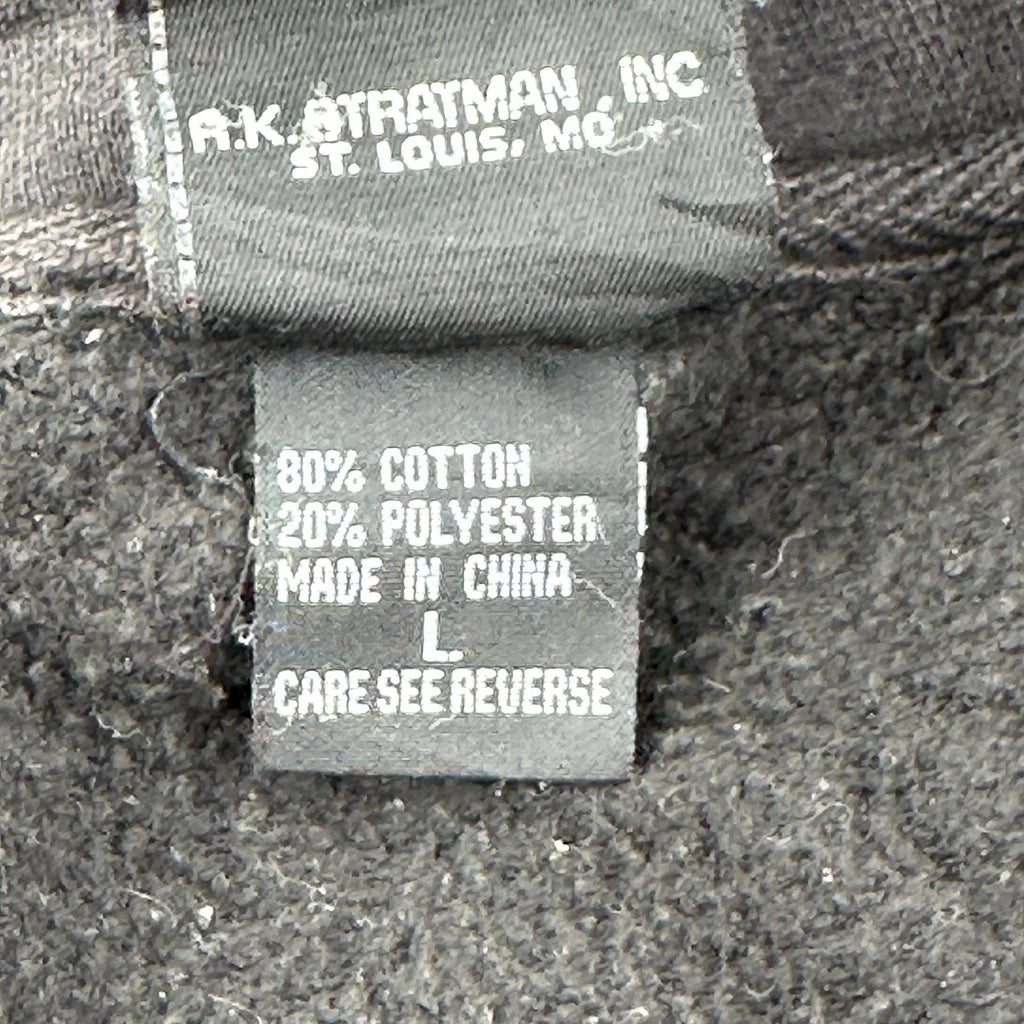 R.K. STRATMAN, INC
ST. LOUIS, MO
80% COTTON
20% POLYESTER
MADE IN CHINA
L
CARE SEE REVERSE